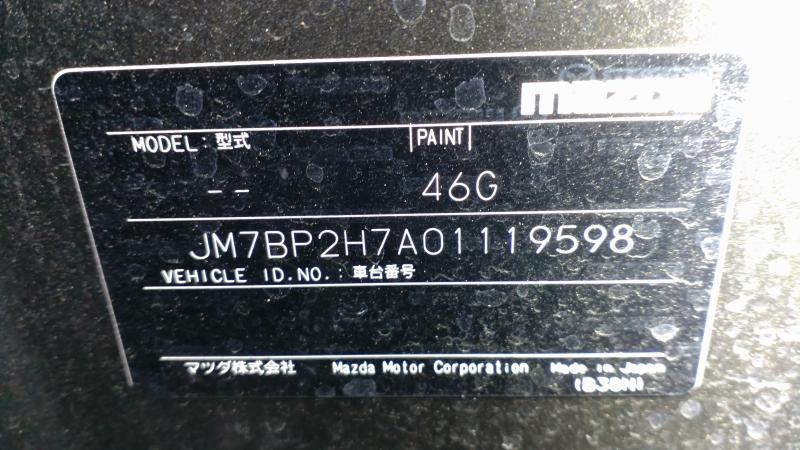 mazda
MODEL:型式
PAINT
-- 46G
JM7BP2H7A01119598
VEHICLE ID.NO.:車台番号
マツダ株式会社 Mazda Motor Corporation Made in Japan
(B38N)